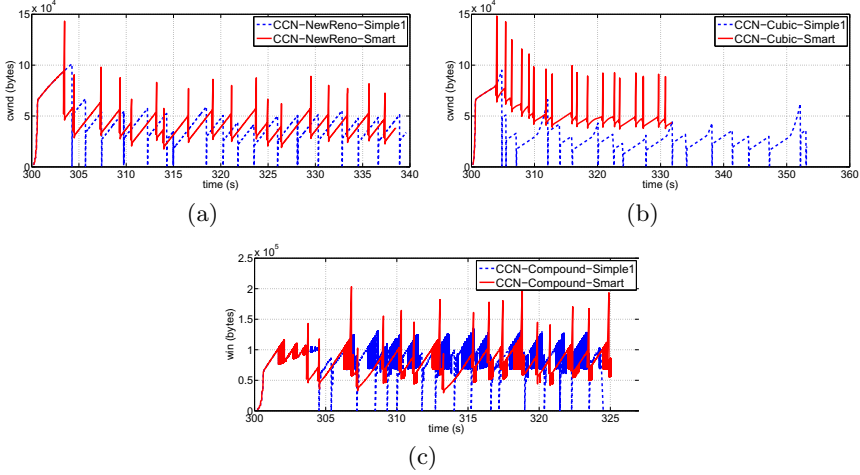 15 x 10^4
CCN-NewReno-Simple1
CCN-NewReno-Smart
10
5
0
cwnd (bytes)
300 305 310 315 320 325 330 335 340
time (s)
(a)
15 x 10^4
CCN-Cubic-Simple1
CCN-Cubic-Smart
10
5
0
cwnd (bytes)
300 310 320 330 340 350 360
time (s)
(b)
2.5 x 10^5
CCN-Compound-Simple1
CCN-Compound-Smart
2
1.5
1
0.5
0
win (bytes)
300 305 310 315 320 325
time (s)
(c)